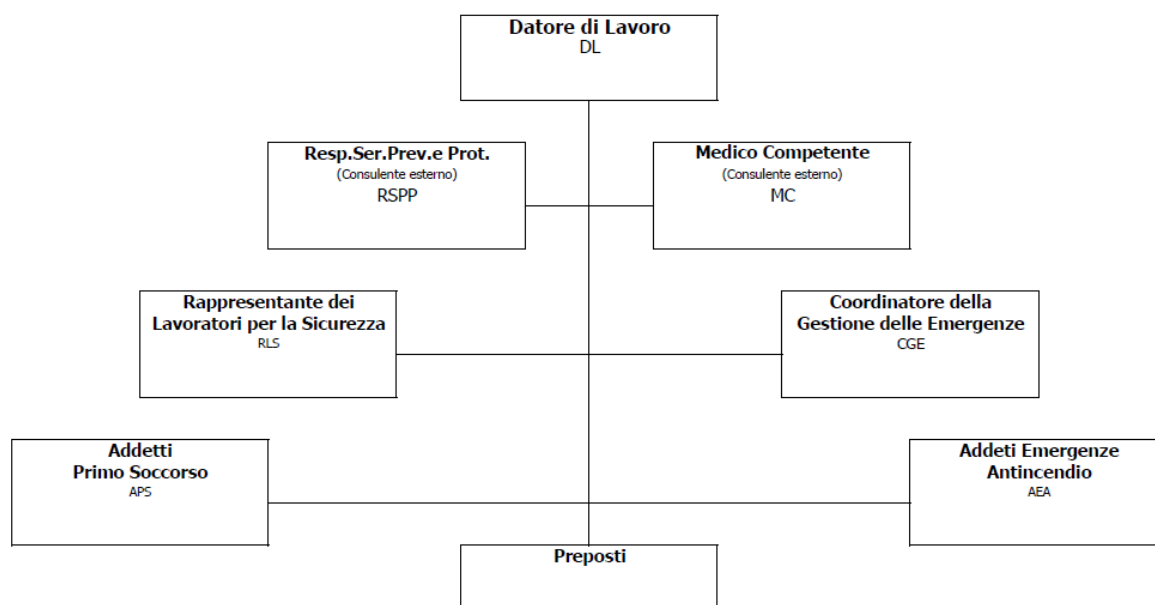 Datore di Lavoro
DL
Resp.Ser.Prev.e Prot.
(Consulente esterno)
RSPP
Medico Competente
(Consulente esterno)
MC
Rappresentante dei
Lavoratori per la Sicurezza
RLS
Coordinatore della
Gestione delle Emergenze
CGE
Addetti
Primo Soccorso
APS
Addeti Emergenze
Antincendio
AEA
Preposti